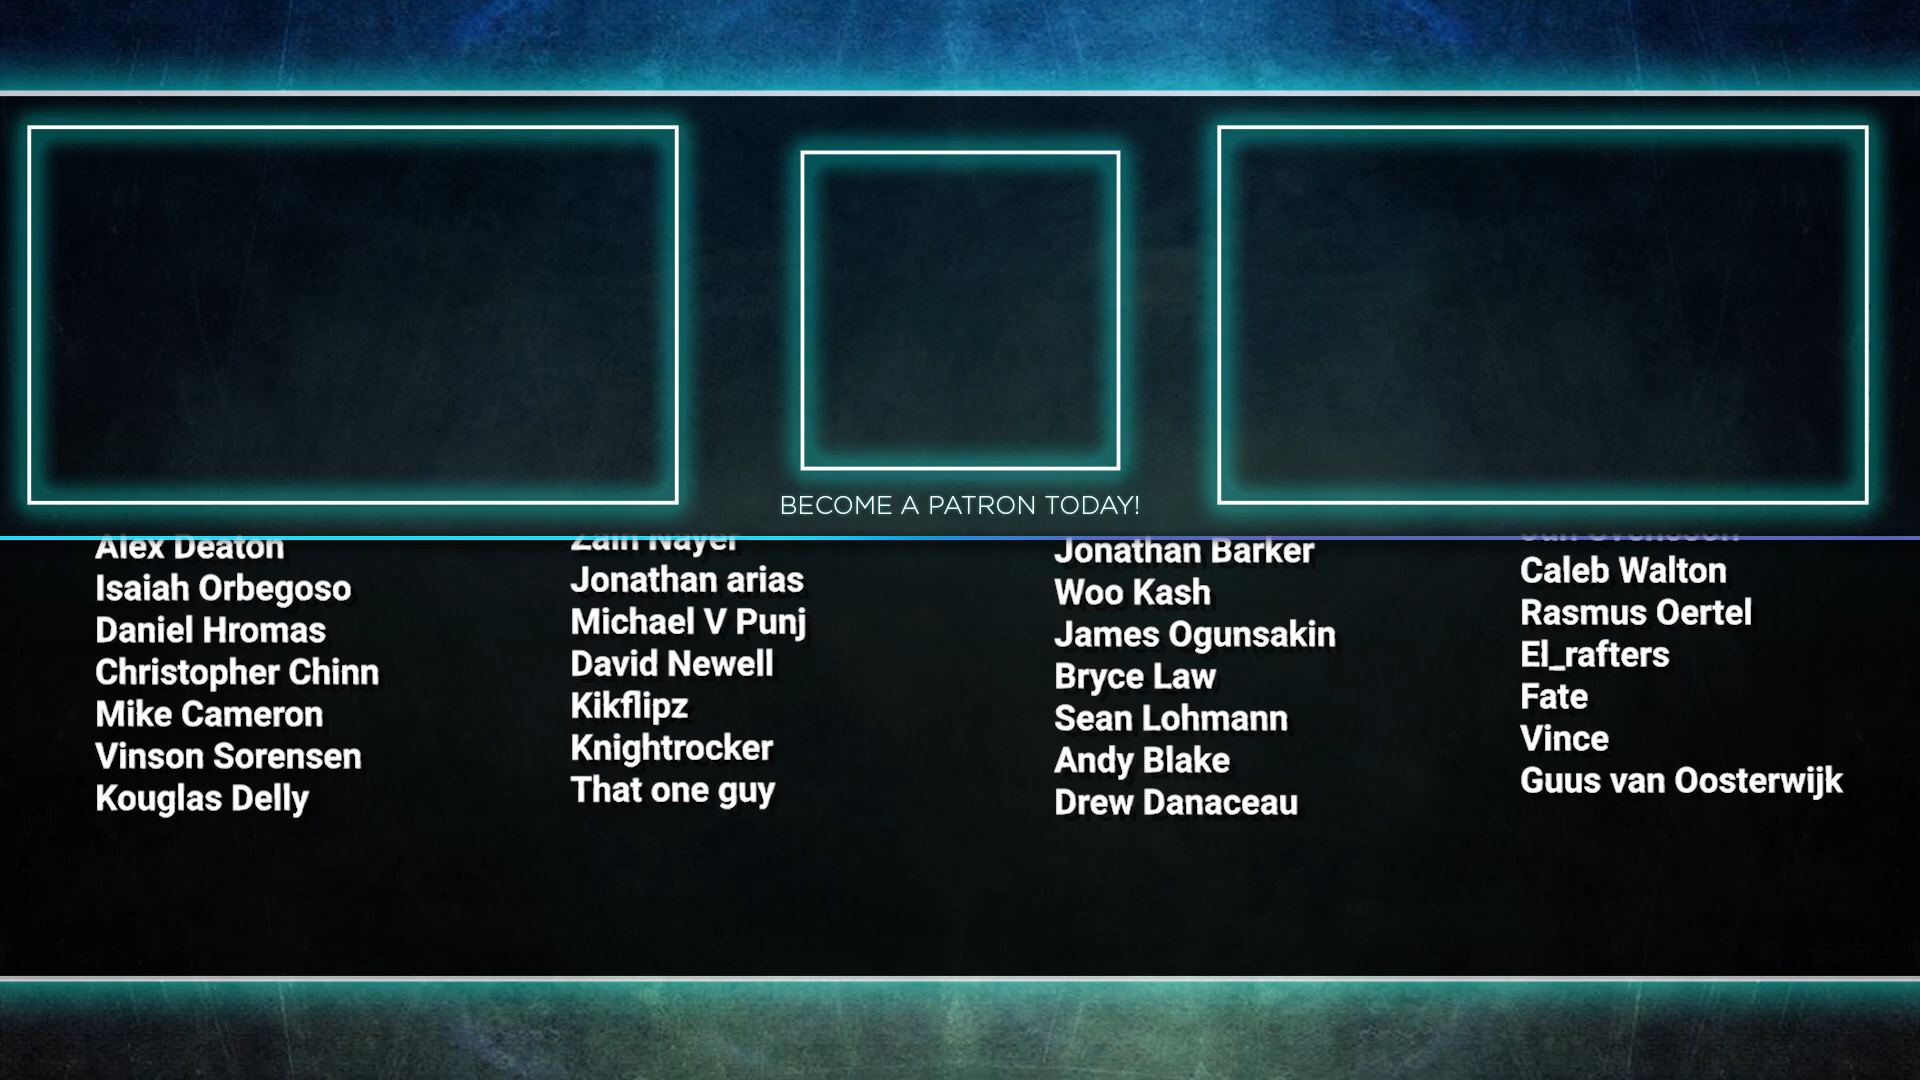 BECOME A PATRON TODAY!
Alex Deaton
Isaiah Orbegoso
Daniel Hromas
Christopher Chinn
Mike Cameron
Vinson Sorensen
Kouglas Delly
Zain Nayer
Jonathan arias
Michael V Punj
David Newell
Kikflipz
Knightrocker
That one guy
Jonathan Barker
Woo Kash
James Ogunsakin
Bryce Law
Sean Lohmann
Andy Blake
Drew Danaceau
Caleb Walton
Rasmus Oertel
El_rafters
Fate
Vince
Guus van Oosterwijk